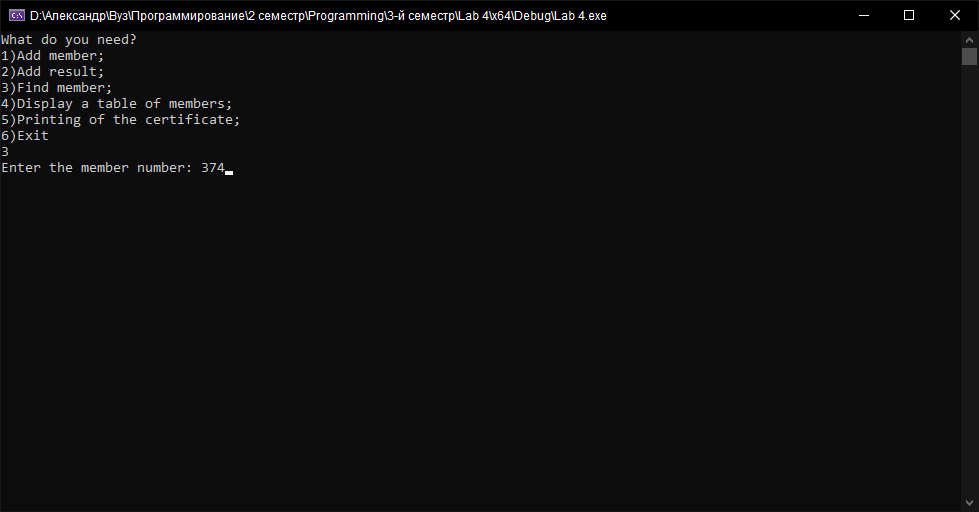 D:\Александр\Вуз\Программирование\2 семестр\Programming\3-й семестр\Lab 4\x64\Debug\Lab 4.exe
What do you need?
1)Add member;
2)Add result;
3)Find member;
4)Display a table of members;
5)Printing of the certificate;
6)Exit
3
Enter the member number: 374